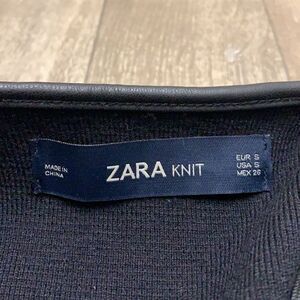 MADE IN
CHINA
ZARA KNIT
EUR S
USA S
MEX 26